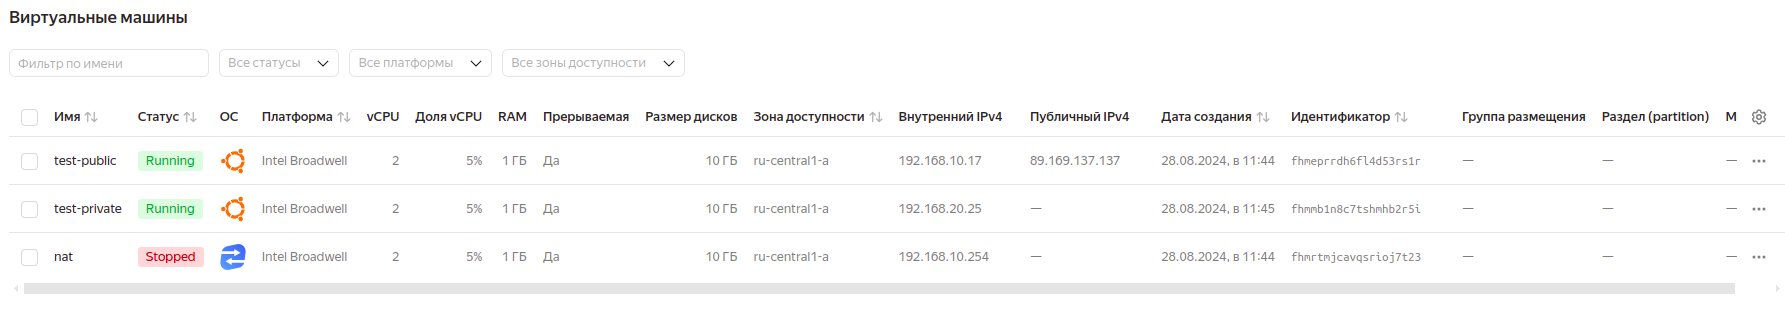 Виртуальные машины
Фильтр по имени Все статусы Все платформы Все зоны доступности
Имя Статус ОС Платформа vCPU Доля vCPU RAM Прерываемая Размер дисков Зона доступности Внутренний IPv4 Публичный IPv4 Дата создания Идентификатор Группа размещения Раздел (partition) М
test-public Running Intel Broadwell 2 5% 1 ГБ Да 10 ГБ ru-central1-a 192.168.10.17 89.169.137.137 28.08.2024, в 11:44 fhmeprrdh6fl4d53rs1r — — —
test-private Running Intel Broadwell 2 5% 1 ГБ Да 10 ГБ ru-central1-a 192.168.20.25 — 28.08.2024, в 11:45 fhmmb1n8c7tshmhb2r5i — — —
nat Stopped Intel Broadwell 2 5% 1 ГБ Да 10 ГБ ru-central1-a 192.168.10.254 — 28.08.2024, в 11:44 fhmrtmjcavqsrioj7t23 — — —